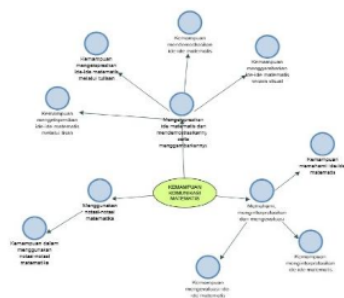 Kemampuan
mendemonstrasikan
ide-ide matematis
Kemampuan
mengekspresikan
ide-ide matematis
melalui tulisan
Kemampuan
menggambarkan
ide-ide matematis
secara visual
Kemampuan
mengekspresikan
ide-ide matematis
melalui lisan
Mengekspresikan
ide matematis dan
mendemonstrasikannya
serta
menggambarkannya
Kemampuan
memahami ide-ide
matematis
KEMAMPUAN
KOMUNIKASI
MATEMATIS
Menggunakan
notasi-notasi
matematika
Memahami,
menginterpretasikan
dan mengevaluasi
Kemampuan dalam
menggunakan
notasi-notasi
matematika
Kemampuan
menginterpretasikan
ide-ide matematis
Kemampuan
mengevaluasi ide-
ide matematis